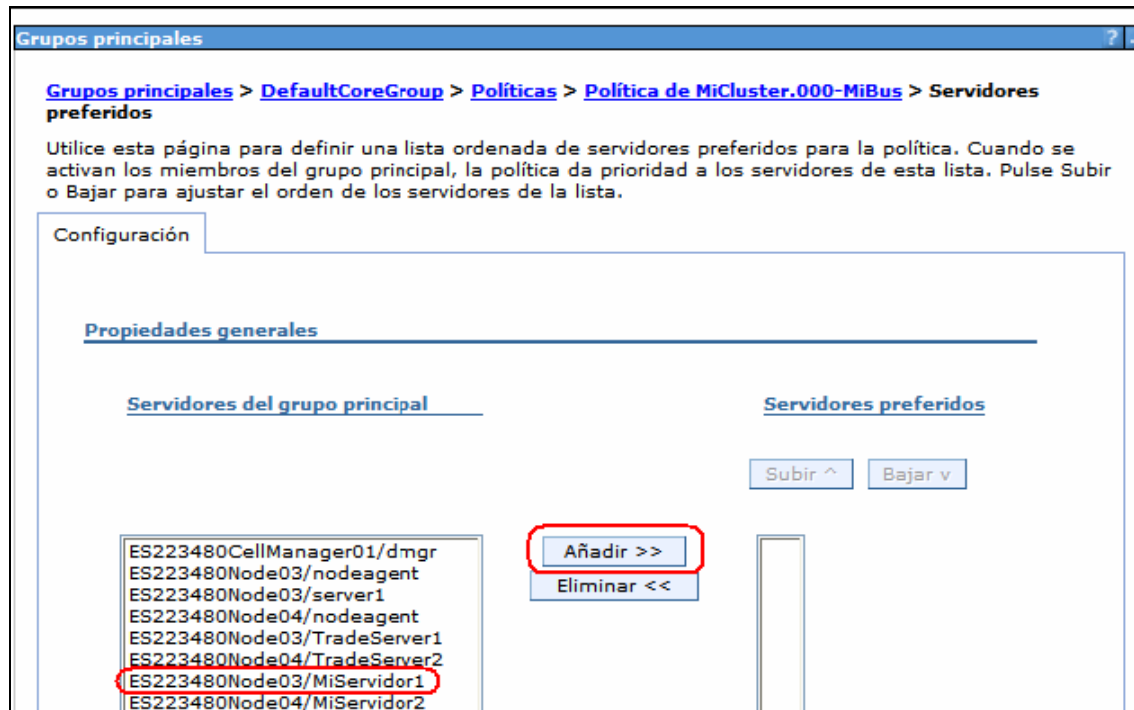 Grupos principales
?
Grupos principales > DefaultCoreGroup > Políticas > Política de MiCluster.000-MiBus > Servidores
preferidos
Utilice esta página para definir una lista ordenada de servidores preferidos para la política. Cuando se
activan los miembros del grupo principal, la política da prioridad a los servidores de esta lista. Pulse Subir
o Bajar para ajustar el orden de los servidores de la lista.
Configuración
Propiedades generales
Servidores del grupo principal
Servidores preferidos
Subir ^
Bajar v
ES223480CellManager01/dmgr
ES223480Node03/nodeagent
ES223480Node03/server1
ES223480Node04/nodeagent
ES223480Node03/TradeServer1
ES223480Node04/TradeServer2
ES223480Node03/MiServidor1
ES223480Node04/MiServidor2
Añadir >>
Eliminar <<